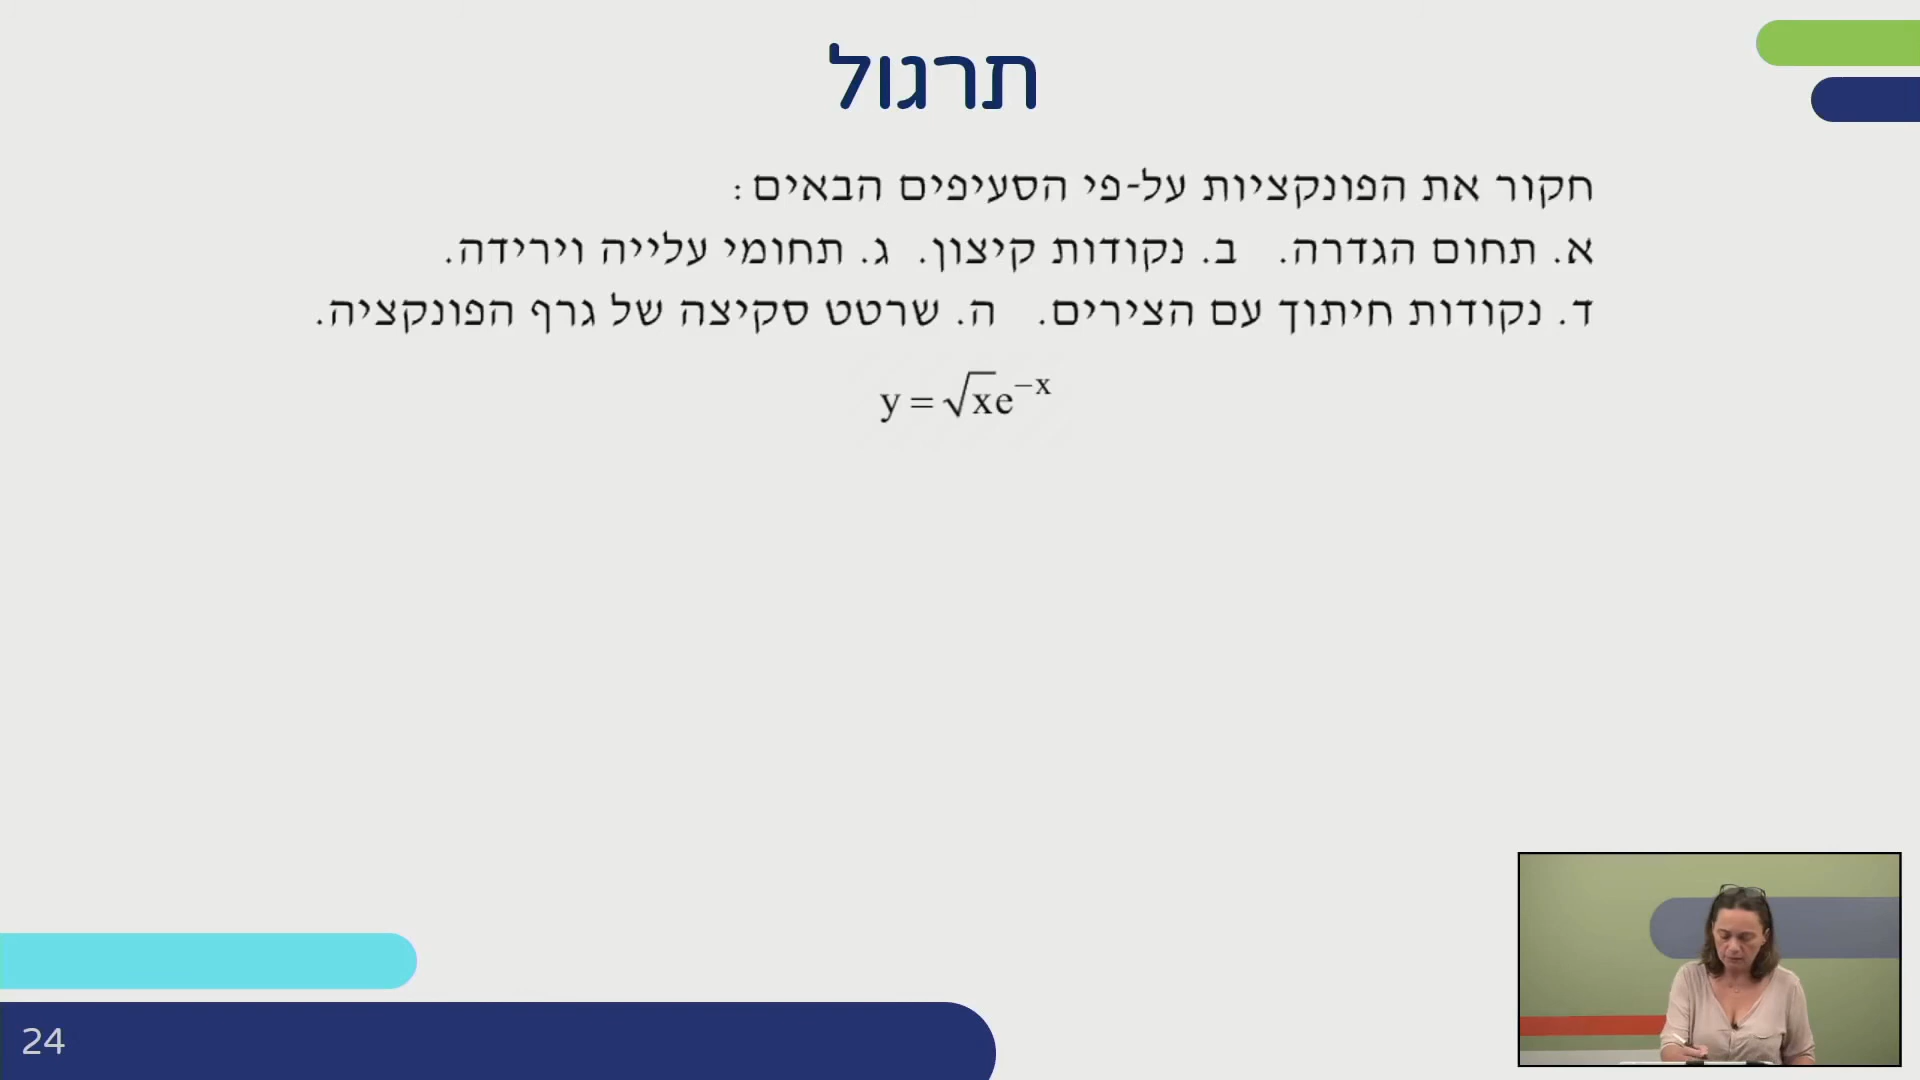 תרגול
חקור את הפונקציות על-פי הסעיפים הבאים:
א. תחום הגדרה. ב. נקודות קיצון. ג. תחומי עלייה וירידה.
ד. נקודות חיתוך עם הצירים. ה. שרטט סקיצה של גרף הפונקציה.
y = √x e⁻ˣ
24